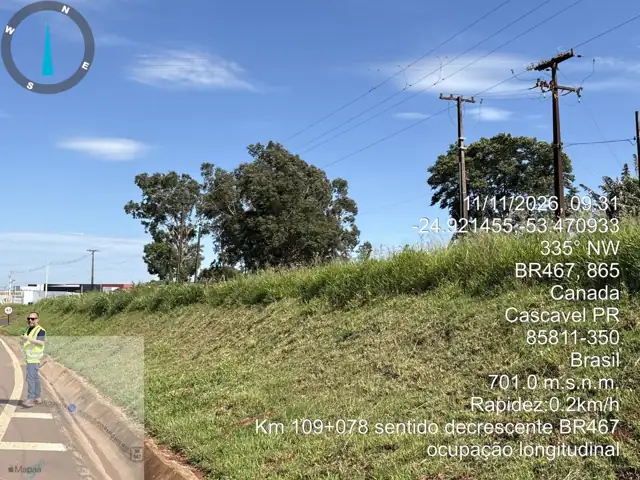 N
W
E
S
11/11/2026, 09:31
-24.921455,-53.470933
335° NW
BR467, 865
Canada
Cascavel PR
85811-350
Brasil
701.0 m.s.n.m.
Rapidez:0.2km/h
Km 109+078 sentido decrescente BR467
ocupação longitudinal
Mapas